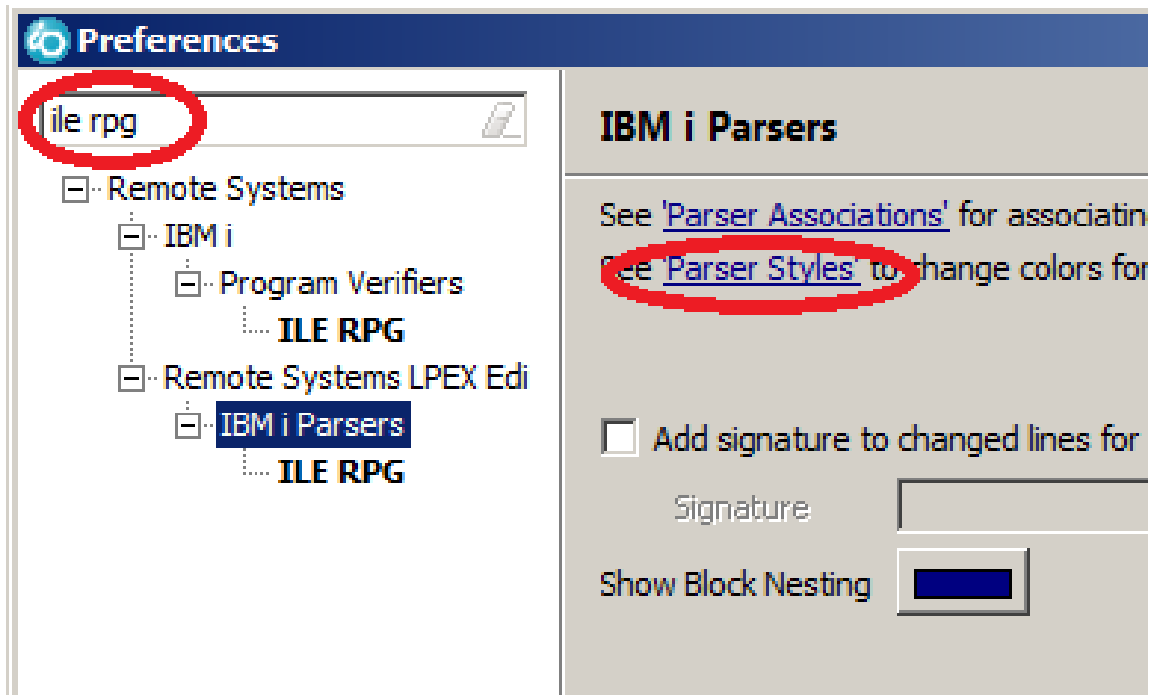 Preferences
ile rpg
Remote Systems
IBM i
Program Verifiers
ILE RPG
Remote Systems LPEX Edi
IBM i Parsers
ILE RPG
IBM i Parsers
See 'Parser Associations' for associatin
See 'Parser Styles' to change colors for
Add signature to changed lines for
Signature
Show Block Nesting